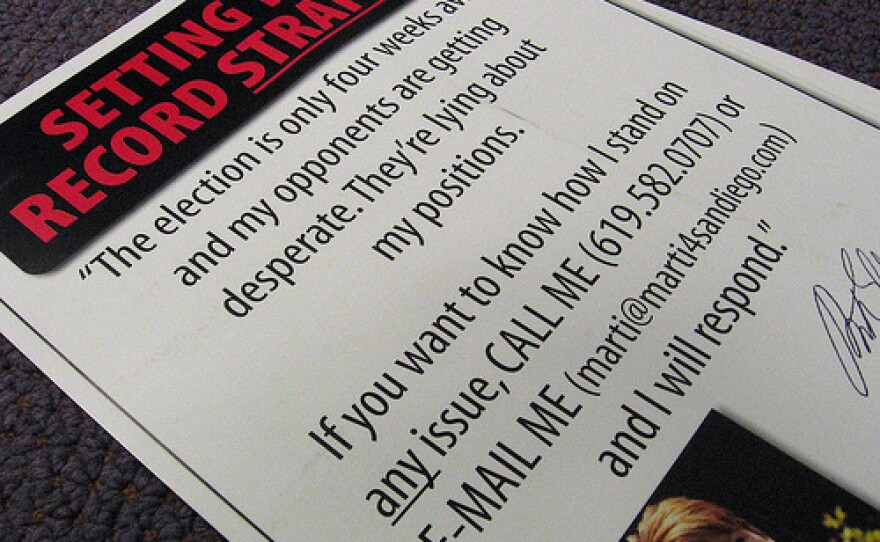 SETTING
RECORD
"The election is only four weeks
and my opponents are getting
desperate. They're lying about
my positions.
If you want to know how I stand on
any issue, CALL ME (619.582.0707) or
E-MAIL ME (marti@marti4sandiego.com)
and I will respond."